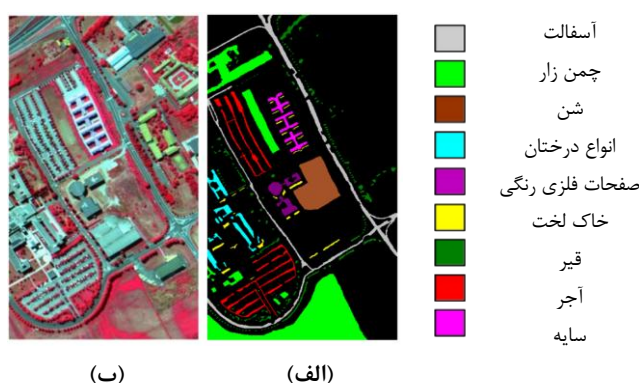 آسفالت
چمن زار
شن
انواع درختان
صفحات فلزی رنگی
خاک لخت
قیر
آجر
سایه
(الف)
(ب)